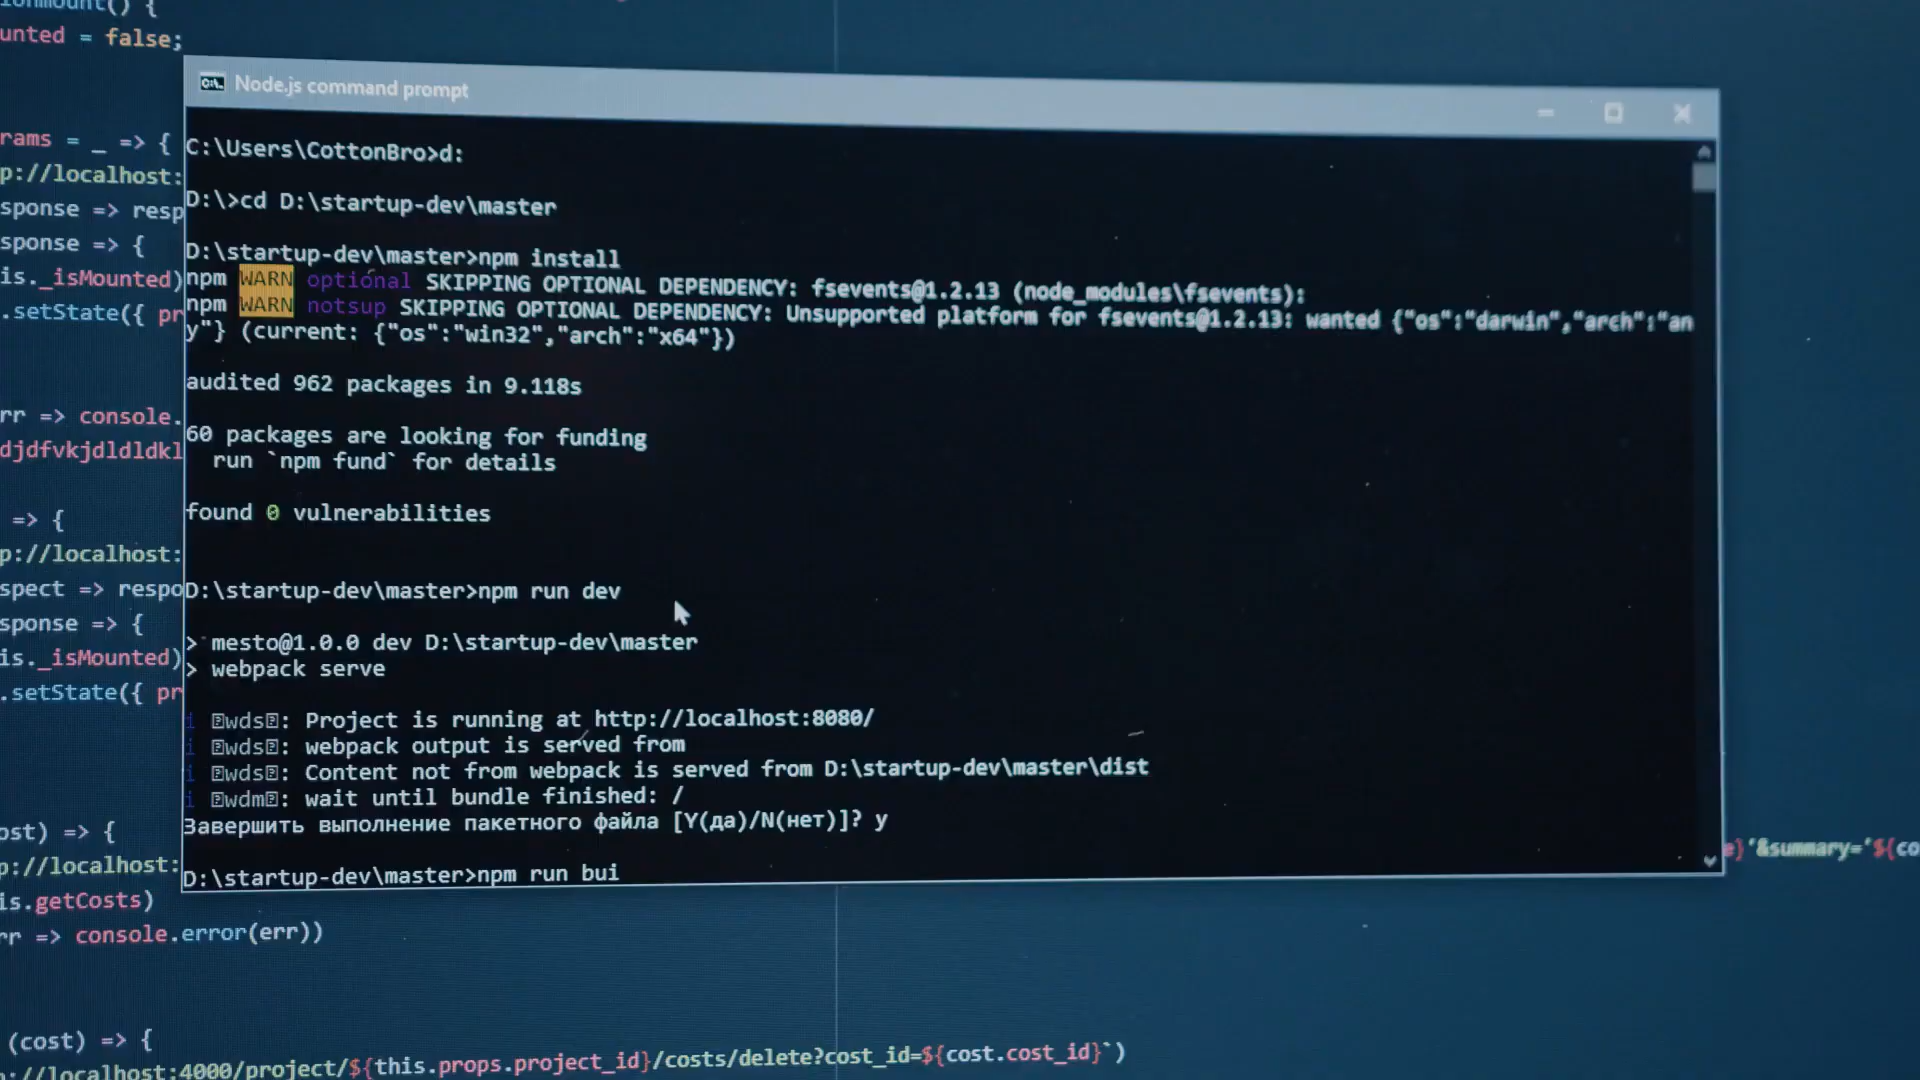 unted = false;
Node.js command prompt
C:\Users\CottonBro>d:
rams = _ => {
p://localhost:
D:\>cd D:\startup-dev\master
sponse => resp
sponse => {
D:\startup-dev\master>npm install
is._isMounted)
npm WARN optional SKIPPING OPTIONAL DEPENDENCY: fsevents@1.2.13 (node_modules\fsevents):
.setState({ pr
npm WARN notsup SKIPPING OPTIONAL DEPENDENCY: Unsupported platform for fsevents@1.2.13: wanted {"os":"darwin","arch":"an
y"} (current: {"os":"win32","arch":"x64"})
audited 962 packages in 9.118s
rr => console.
60 packages are looking for funding
djdfvkjdldldkl
run `npm fund` for details
=> {
found 0 vulnerabilities
p://localhost:
spect => respo
D:\startup-dev\master>npm run dev
sponse => {
> mesto@1.0.0 dev D:\startup-dev\master
is._isMounted)
> webpack serve
.setState({ pr
i 「wds」: Project is running at http://localhost:8080/
i 「wds」: webpack output is served from
i 「wds」: Content not from webpack is served from D:\startup-dev\master\dist
i 「wdm」: wait until bundle finished: /
Завершить выполнение пакетного файла [Y(да)/N(нет)]? y
ost) => {
e}'&summary='${co
p://localhost:
D:\startup-dev\master>npm run bui
is.getCosts)
rr => console.error(err))
(cost) => {
://localhost:4000/project/${this.props.project_id}/costs/delete?cost_id=${cost.cost_id}`)